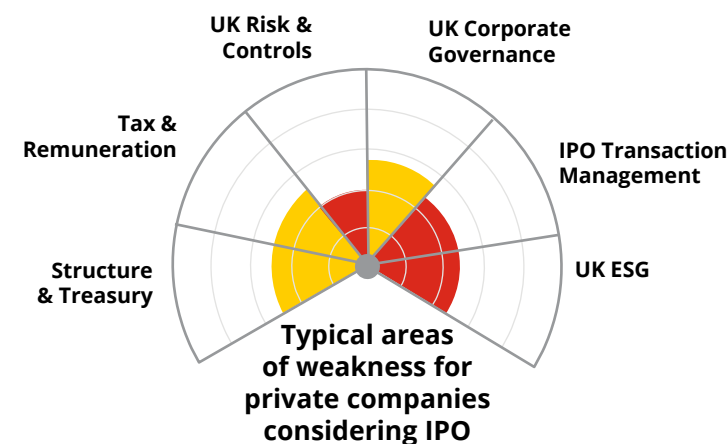 UK Risk &
Controls
UK Corporate
Governance
Tax &
Remuneration
IPO Transaction
Management
Structure
& Treasury
UK ESG
Typical areas
of weakness for
private companies
considering IPO